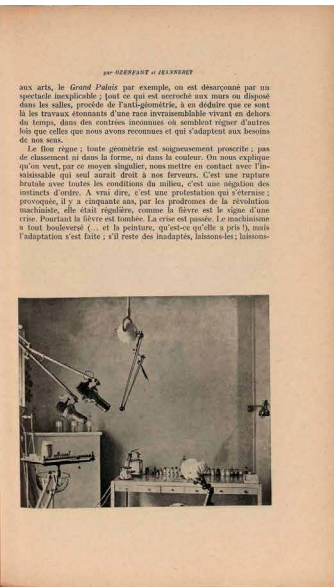 par OZENFANT et JEANNERET
aux arts, le Grand Palais par exemple, on est désarçonné par un
spectacle inexplicable ; tout ce qui est accroché aux murs ou disposé
dans les salles, procède de l'anti-géométrie, à en déduire que ce sont
là les travaux étonnants d'une race invraisemblable vivant en dehors
du temps, dans des contrées inconnues où semblent régner d'autres
lois que celles que nous avons reconnues et qui s'adaptent aux besoins
de nos sens.
Le flou règne ; toute géométrie est soigneusement proscrite ; pas
de classement ni dans la forme, ni dans la couleur. On nous explique
qu'on veut, par ce moyen singulier, nous mettre en contact avec l'in-
saisissable qui seul aurait droit à nos ferveurs. C'est une rupture
brutale avec toutes les conditions du milieu, c'est une négation des
instincts d'ordre. A vrai dire, c'est une protestation qui s'éternise ;
provoquée, il y a cinquante ans, par les prodromes de la révolution
machiniste, elle était régulière, comme la fièvre est le signe d'une
crise. Pourtant la fièvre est tombée. La crise est passée. Le machinisme
a tout bouleversé (... et la peinture, qu'est-ce qu'elle a pris !), mais
l'adaptation s'est faite ; s'il reste des inadaptés, laissons-les ; laissons-